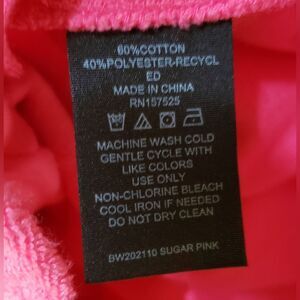 60%COTTON
40%POLYESTER-RECYCL
ED
MADE IN CHINA
RN157525
MACHINE WASH COLD
GENTLE CYCLE WITH
LIKE COLORS
USE ONLY
NON-CHLORINE BLEACH
COOL IRON IF NEEDED
DO NOT DRY CLEAN
BW202110 SUGAR PINK